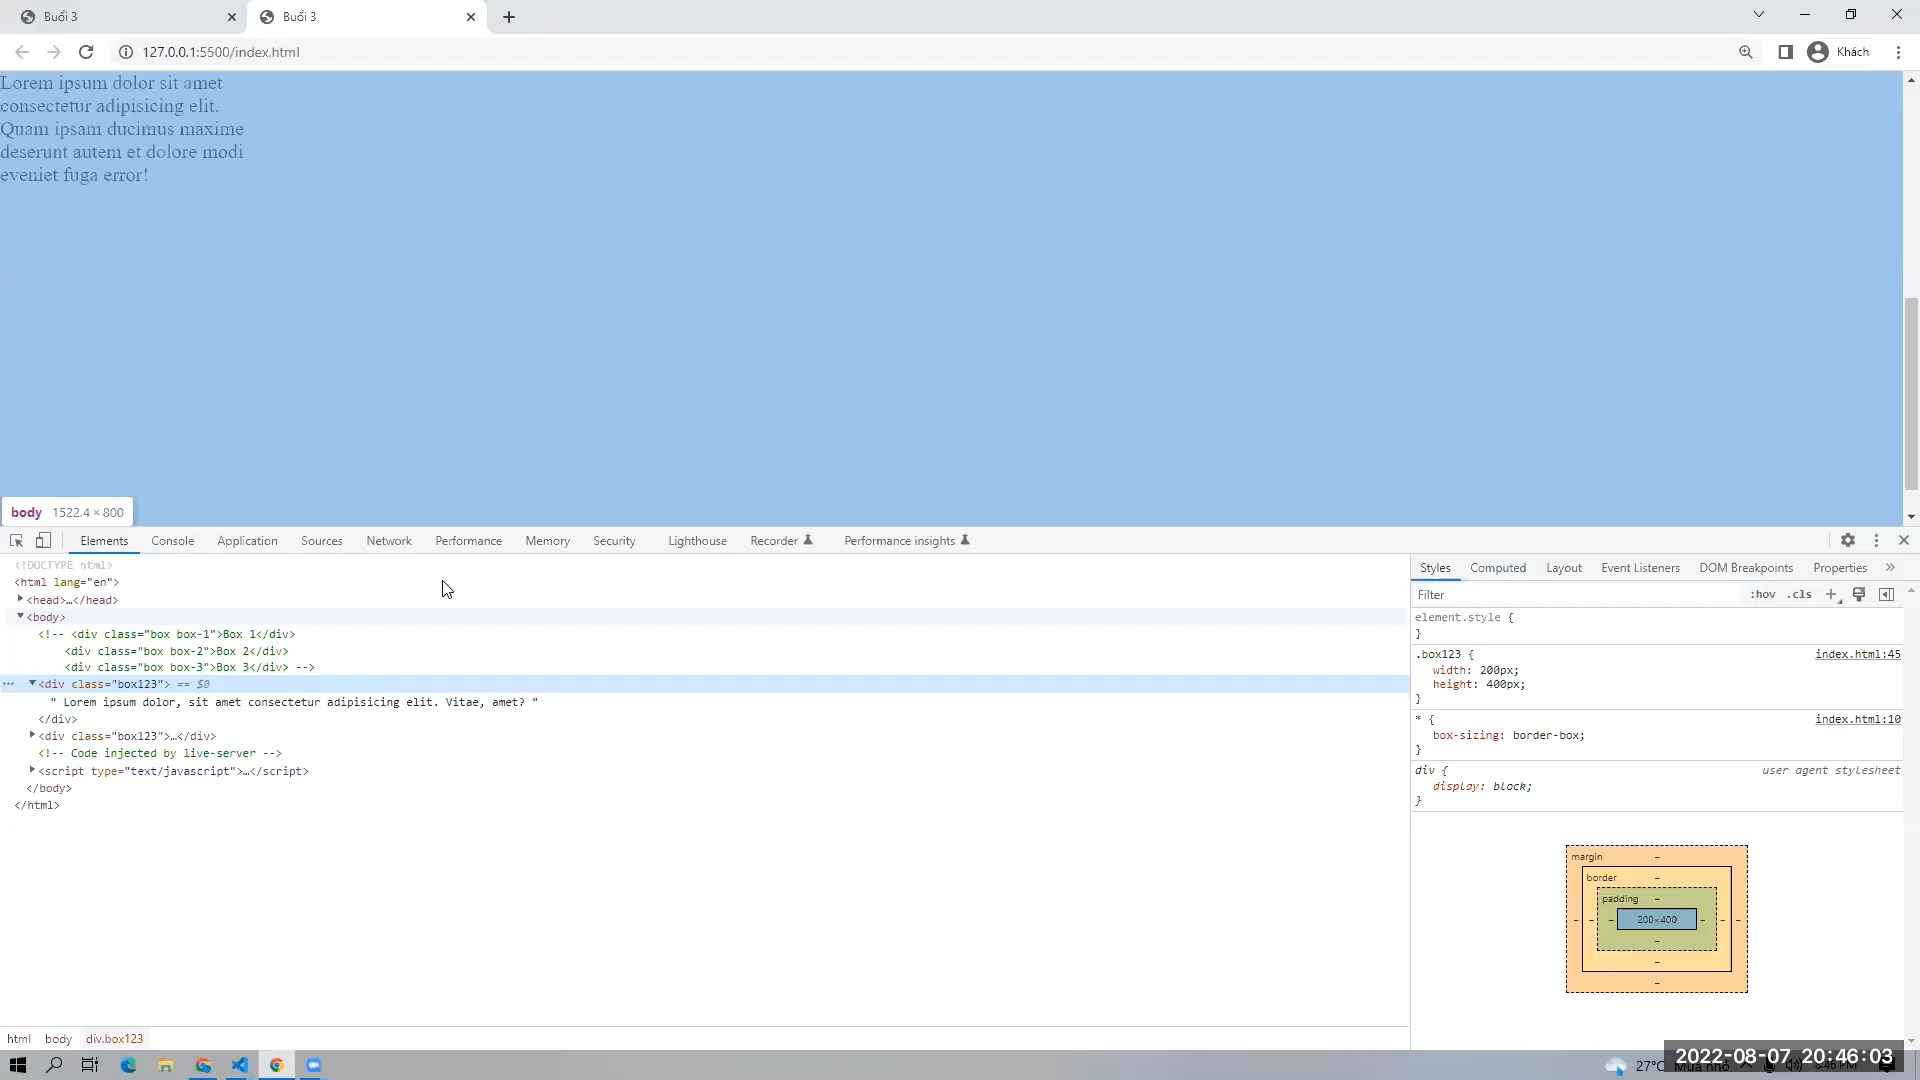 Buổi 3
Buổi 3
127.0.0.1:5500/index.html
Khách
Lorem ipsum dolor sit amet
consectetur adipisicing elit.
Quam ipsam ducimus maxime
deserunt autem et dolore modi
eveniet fuga error!
body 1522.4 × 800
Elements Console Application Sources Network Performance Memory Security Lighthouse Recorder Performance insights
<!DOCTYPE html>
<html lang="en">
<head>…</head>
<body>
<!-- <div class="box box-1">Box 1</div>
<div class="box box-2">Box 2</div>
<div class="box box-3">Box 3</div> -->
<div class="box123"> == $0
" Lorem ipsum dolor, sit amet consectetur adipisicing elit. Vitae, amet? "
</div>
<div class="box123">…</div>
<!-- Code injected by live-server -->
<script type="text/javascript">…</script>
</body>
</html>
html body div.box123
Styles Computed Layout Event Listeners DOM Breakpoints Properties »
Filter :hov .cls +
element.style {
}
.box123 { index.html:45
width: 200px;
height: 400px;
}
* { index.html:10
box-sizing: border-box;
}
div { user agent stylesheet
display: block;
}
margin –
border –
padding –
– – – 200×400 – – –
–
–
–
27°C Mưa nhỏ
2022-08-07 20:46:03